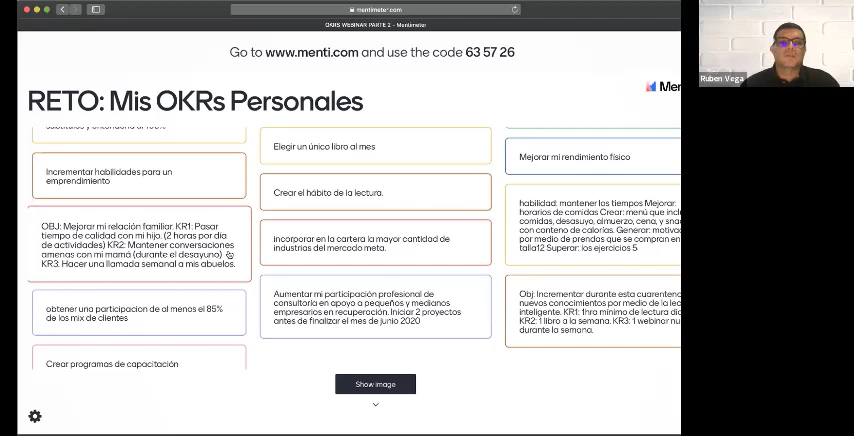 mentimeter.com
OKRS WEBINAR PARTE 2 – Mentimeter
Go to www.menti.com and use the code 63 57 26
RETO: Mis OKRs Personales
Incrementar habilidades para un
emprendimiento
OBJ: Mejorar mi relación familiar. KR1: Pasar
tiempo de calidad con mi hijo. (2 horas por día
de actividades) KR2: Mantener conversaciones
amenas con mi mamá (durante el desayuno)
KR3: Hacer una llamada semanal a mis abuelos.
obtener una participacion de al menos el 85%
de los mix de clientes
Crear programas de capacitación
Elegir un único libro al mes
Crear el hábito de la lectura.
incorporar en la cartera la mayor cantidad de
industrias del mercado meta.
Aumentar mi participación profesional de
consultoría en apoyo a pequeños y medianos
empresarios en recuperación. Iniciar 2 proyectos
antes de finalizar el mes de junio 2020
Mejorar mi rendimiento físico
habilidad: mantener los tiempos Mejorar:
horarios de comidas Crear: menú que incl
comidas, desasuyo, almuerzo, cena, y sna
con conteno de calorías. Generar: motiva
por medio de prendas que se compran en
talla12 Superar: los ejercicios 5
Obj: Incrementar durante esta cuarentena
nuevos conocimientos por medio de la lec
inteligente. KR1: 1hra mínimo de lectura dia
KR2: 1 libro a la semana. KR3: 1 webinar nu
durante la semana.
Show image
Ment
Ruben Vega